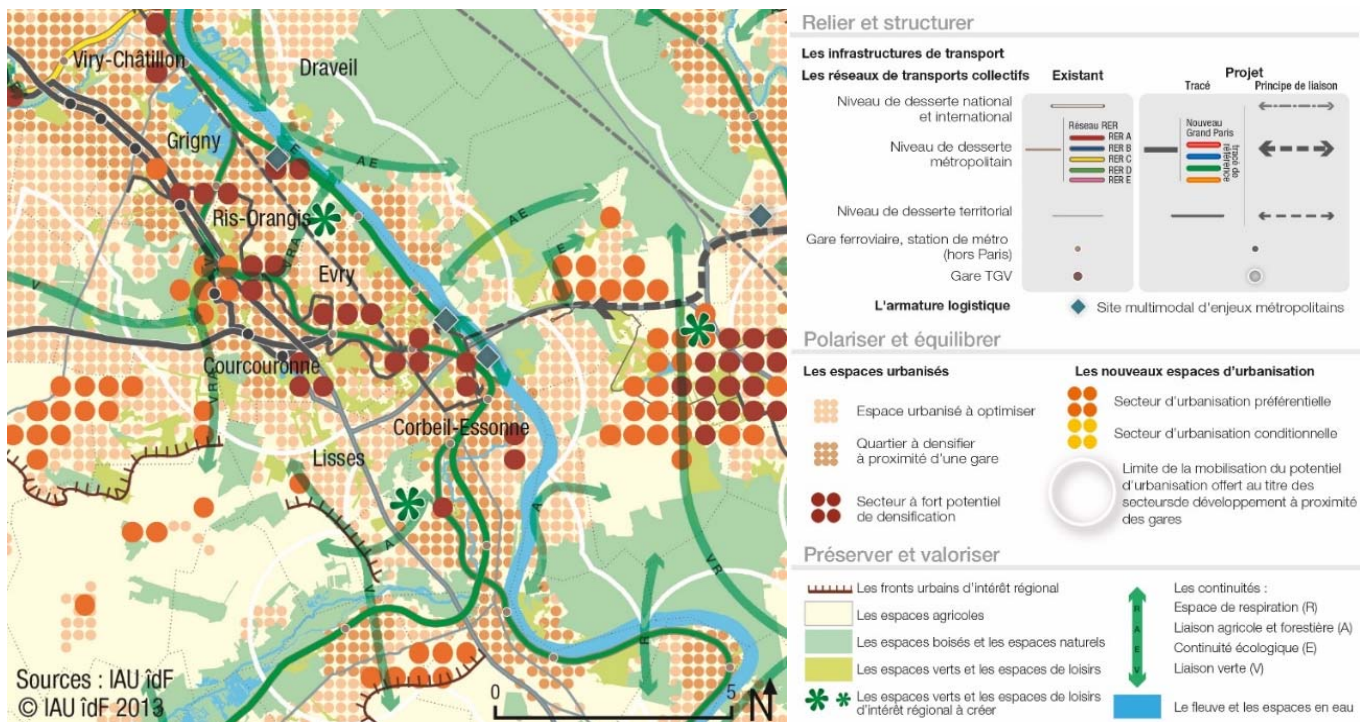 Viry-Châtillon
Draveil
Grigny
AE
E
Ris-Orangis
AE
VRA
E
V
Evry
V
Courcouronne
VRA
Corbeil-Essonne
Lisses
A
A
VR
V
R
Sources : IAU îdF
© IAU îdF 2013
0
5
N
Relier et structurer
Les infrastructures de transport
Les réseaux de transports collectifs
Existant
Projet
Tracé
Principe de liaison
Niveau de desserte national
et international
Niveau de desserte
métropolitain
Réseau RER
RER A
RER B
RER C
RER D
RER E
Nouveau
Grand Paris
tracé de
référence
Niveau de desserte territorial
Gare ferroviaire, station de métro
(hors Paris)
Gare TGV
L'armature logistique
Site multimodal d'enjeux métropolitains
Polariser et équilibrer
Les espaces urbanisés
Espace urbanisé à optimiser
Quartier à densifier
à proximité d'une gare
Secteur à fort potentiel
de densification
Les nouveaux espaces d'urbanisation
Secteur d'urbanisation préférentielle
Secteur d'urbanisation conditionnelle
Limite de la mobilisation du potentiel
d'urbanisation offert au titre des
secteursde développement à proximité
des gares
Préserver et valoriser
Les fronts urbains d'intérêt régional
Les espaces agricoles
Les espaces boisés et les espaces naturels
Les espaces verts et les espaces de loisirs
Les espaces verts et les espaces de loisirs
d'intérêt régional à créer
R
A
E
V
Les continuités :
Espace de respiration (R)
Liaison agricole et forestière (A)
Continuité écologique (E)
Liaison verte (V)
Le fleuve et les espaces en eau